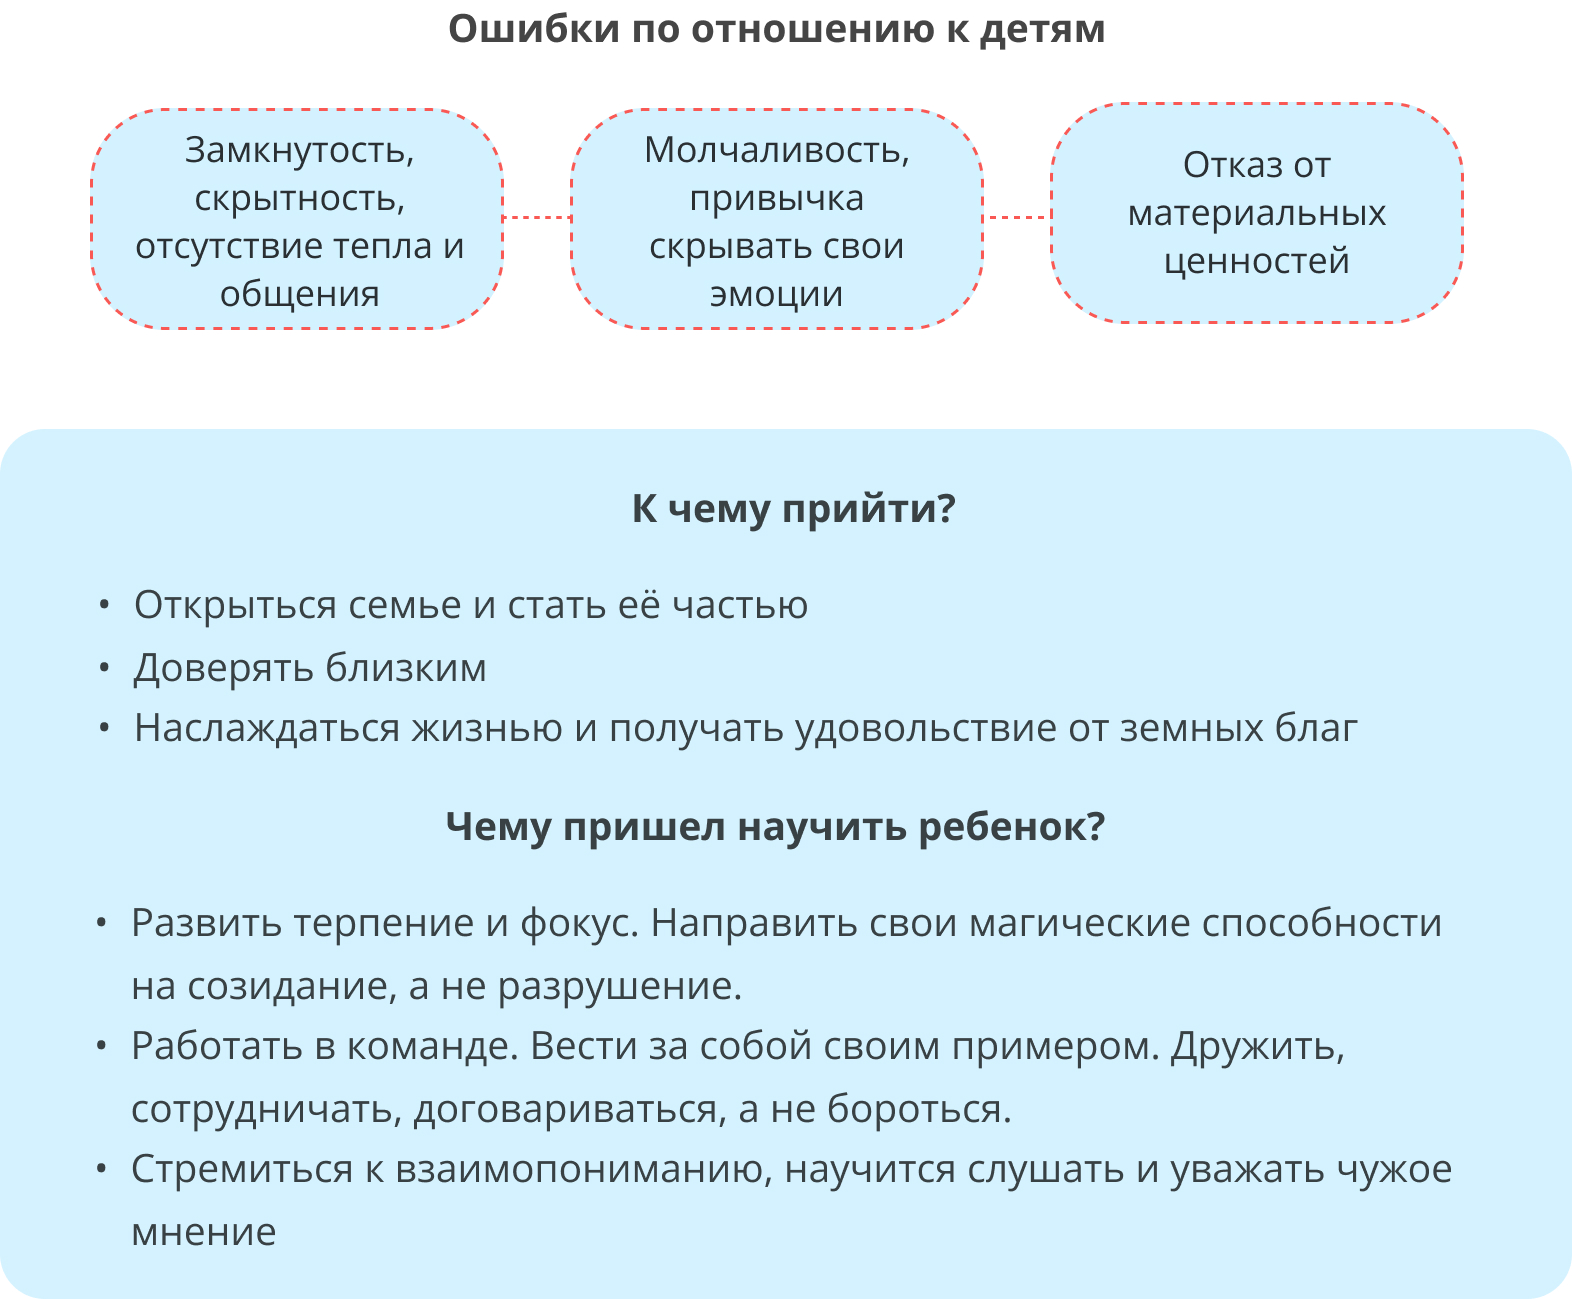 Ошибки по отношению к детям
Замкнутость,
скрытность,
отсутствие тепла и
общения
Молчаливость,
привычка
скрывать свои
эмоции
Отказ от
материальных
ценностей
К чему прийти?
• Открыться семье и стать её частью
• Доверять близким
• Наслаждаться жизнью и получать удовольствие от земных благ
Чему пришел научить ребенок?
• Развить терпение и фокус. Направить свои магические способности
на созидание, а не разрушение.
• Работать в команде. Вести за собой своим примером. Дружить,
сотрудничать, договариваться, а не бороться.
• Стремиться к взаимопониманию, научится слушать и уважать чужое
мнение